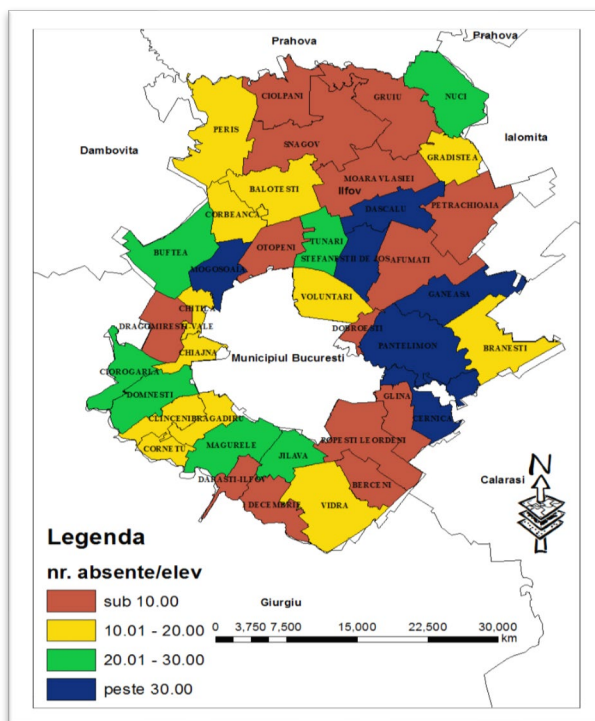 Prahova
Prahova
CIOLPANI
GRUIU
NUCI
PERIS
Ialomita
SNAGOV
Dambovita
GRADISTEA
MOARA VLASIEI
BALOTESTI
Ilfov
PETRACHIOAIA
CORBEANCA
DASCALU
TUNARI
OTOPENI
BUFTEA
STEFANESTII DE JOS
AFUMATI
MOGOSOAIA
GANEASA
VOLUNTARI
CHITILA
DRAGOMIRESTI-VALE
DOBROESTI
PANTELIMON
BRANESTI
CHIAJNA
Municipiul Bucuresti
CIOROGARLA
DOMNESTI
GLINA
CLINCENI
BRAGADIRU
CERNICA
POPESTI LEORDENI
MAGURELE
CORNETU
JILAVA
DARASTI-ILFOV
BERCENI
Calarasi
N
1 DECEMBRIE
VIDRA
Legenda
nr. absente/elev
sub 10.00
10.01 - 20.00
20.01 - 30.00
peste 30.00
Giurgiu
0 3,750 7,500 15,000 22,500 30,000
km